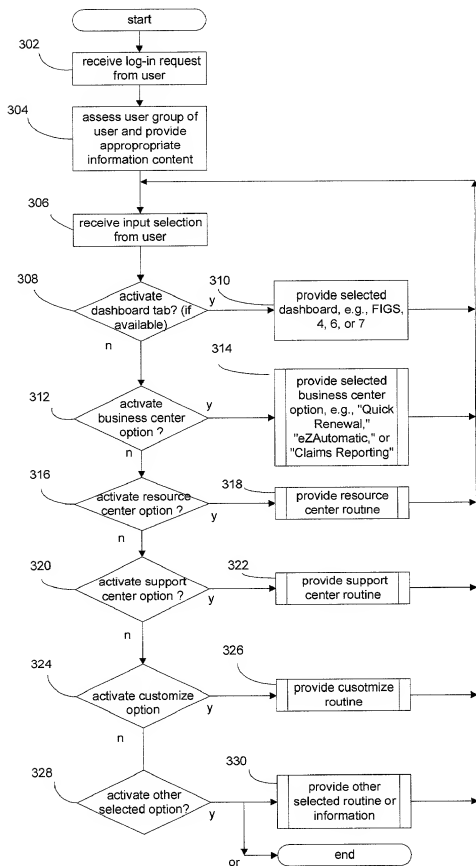 start
302
receive log-in request
from user
304
assess user group of
user and provide
appropropriate
information content
306
receive input selection
from user
308
activate
dashboard tab? (if
available)
y
n
310
provide selected
dashboard, e.g., FIGS,
4, 6, or 7
312
activate
business center
option ?
y
n
314
provide selected
business center
option, e.g., "Quick
Renewal,"
"eZAutomatic," or
"Claims Reporting"
316
activate resource
center option ?
y
n
318
provide resource
center routine
320
activate support
center option ?
y
n
322
provide support
center routine
324
activate customize
option
y
n
326
provide cusotmize
routine
328
activate other
selected option?
y
330
provide other
selected routine or
information
or
end